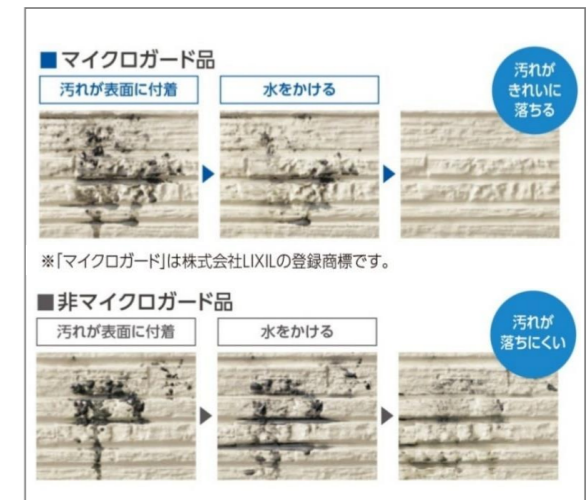 ■マイクロガード品
汚れが表面に付着
水をかける
汚れが
きれいに
落ちる
※「マイクロガード」は株式会社LIXILの登録商標です。
■非マイクロガード品
汚れが表面に付着
水をかける
汚れが
落ちにくい